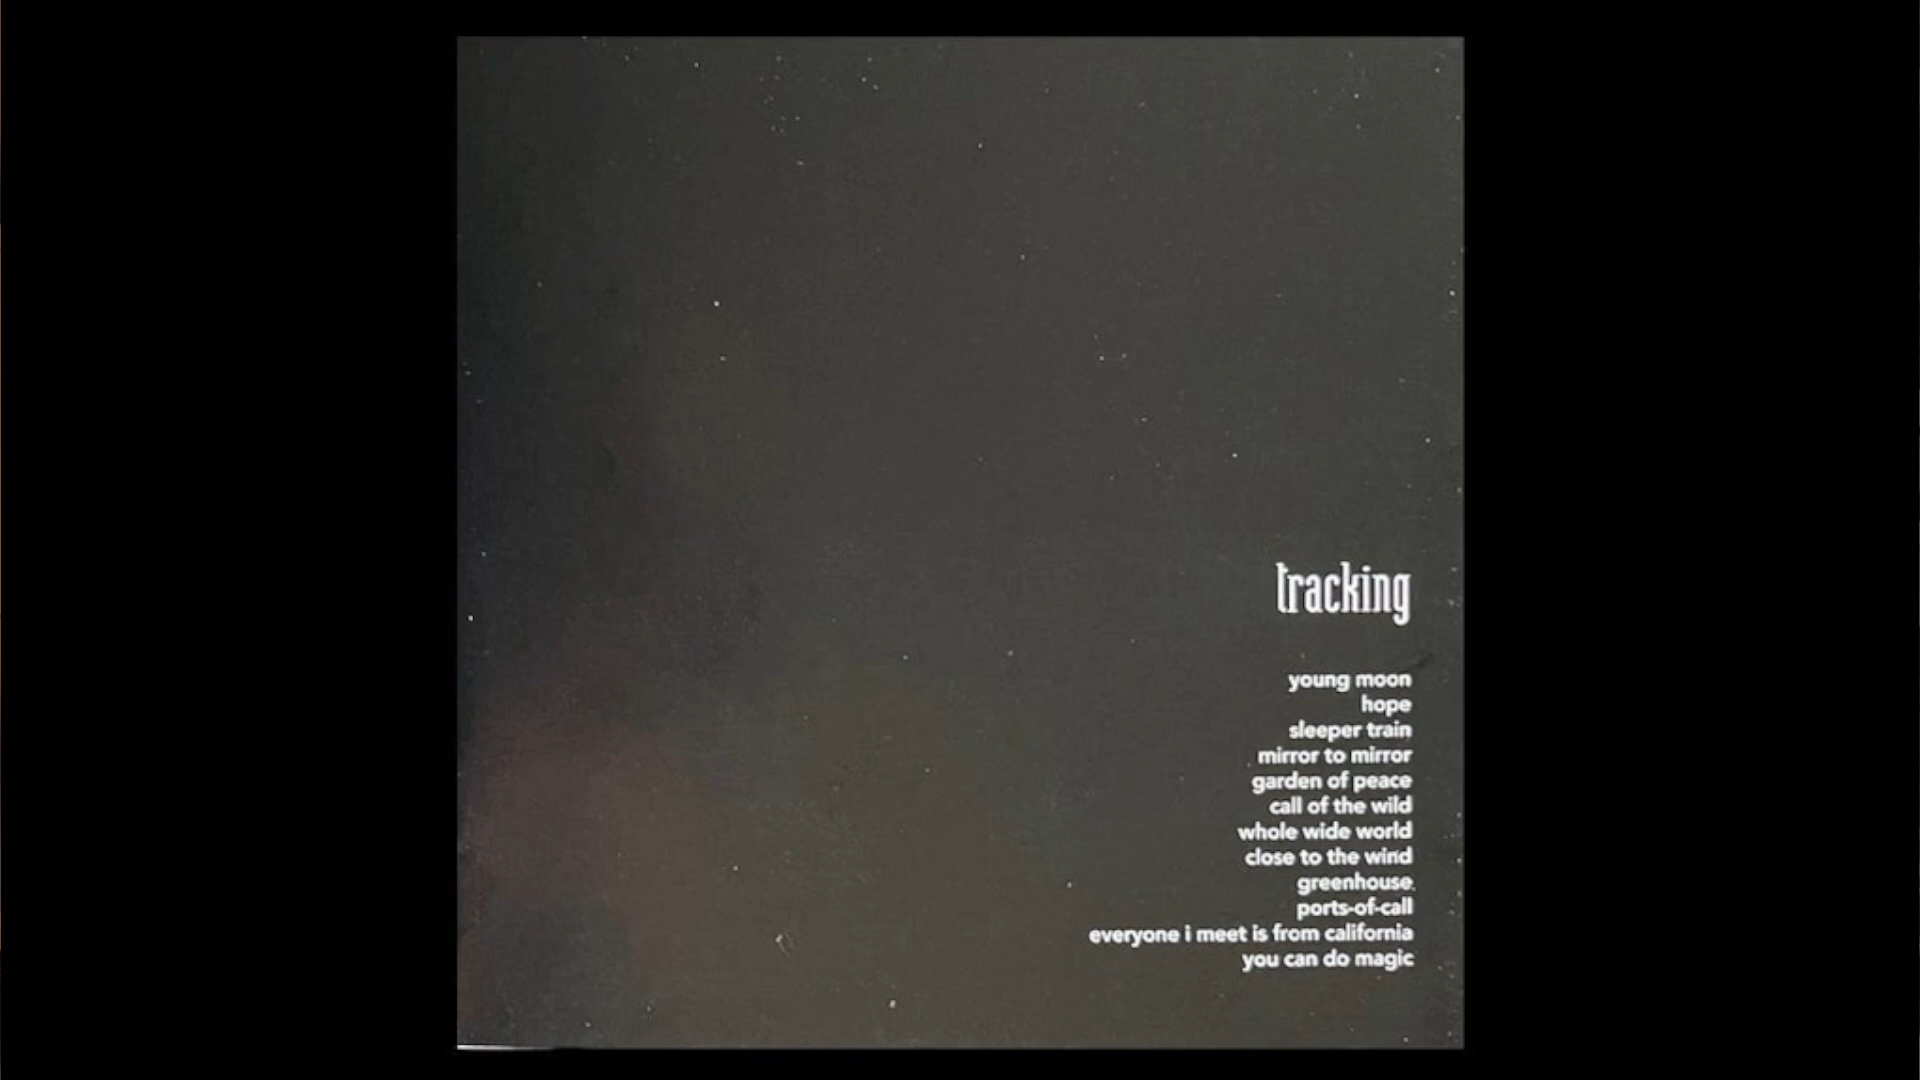 tracking
young moon
hope
sleeper train
mirror to mirror
garden of peace
call of the wild
whole wide world
close to the wind
greenhouse
ports-of-call
everyone i meet is from california
you can do magic